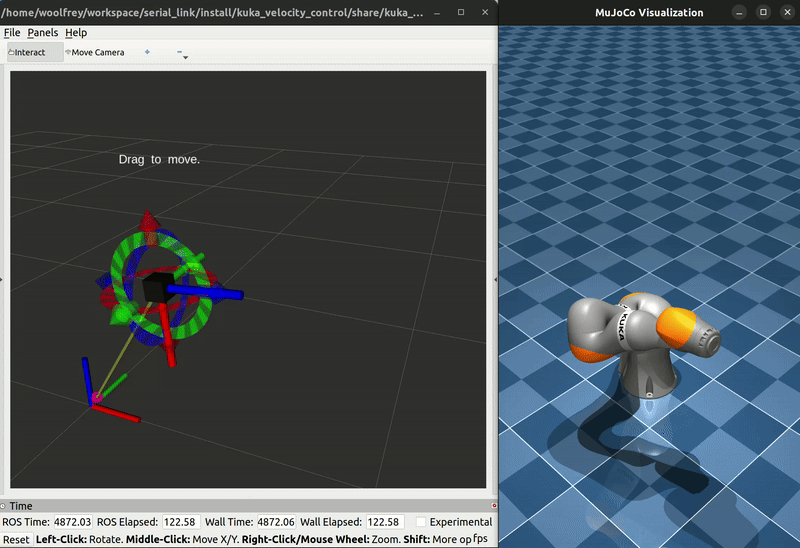 /home/woolfrey/workspace/serial_link/install/kuka_velocity_control/share/kuka_...
MuJoCo Visualization
File Panels Help
Interact Move Camera
Drag to move.
KUKA
Time
ROS Time: 4872.03 ROS Elapsed: 122.58 Wall Time: 4872.06 Wall Elapsed: 122.58 Experimental
Reset Left-Click: Rotate. Middle-Click: Move X/Y. Right-Click/Mouse Wheel: Zoom. Shift: More op fps